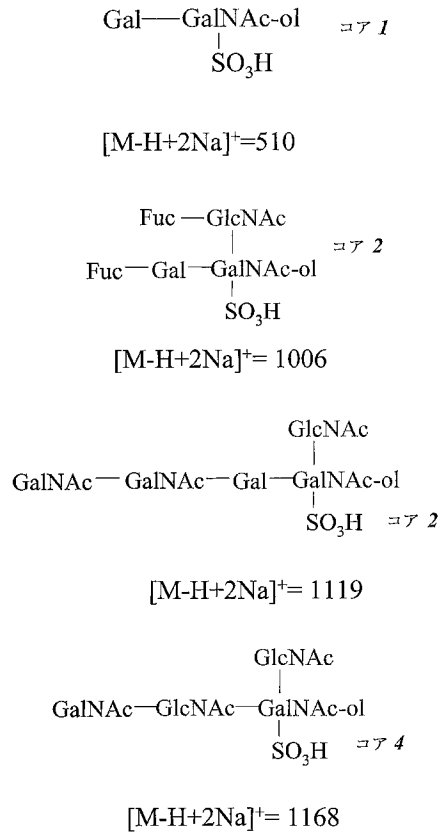 Gal—GalNAc-ol コア 1
SO₃H
[M-H+2Na]⁺=510
Fuc—GlcNAc
コア 2
Fuc—Gal—GalNAc-ol
SO₃H
[M-H+2Na]⁺= 1006
GlcNAc
GalNAc—GalNAc—Gal—GalNAc-ol
SO₃H コア 2
[M-H+2Na]⁺= 1119
GlcNAc
GalNAc—GlcNAc—GalNAc-ol
SO₃H コア 4
[M-H+2Na]⁺= 1168